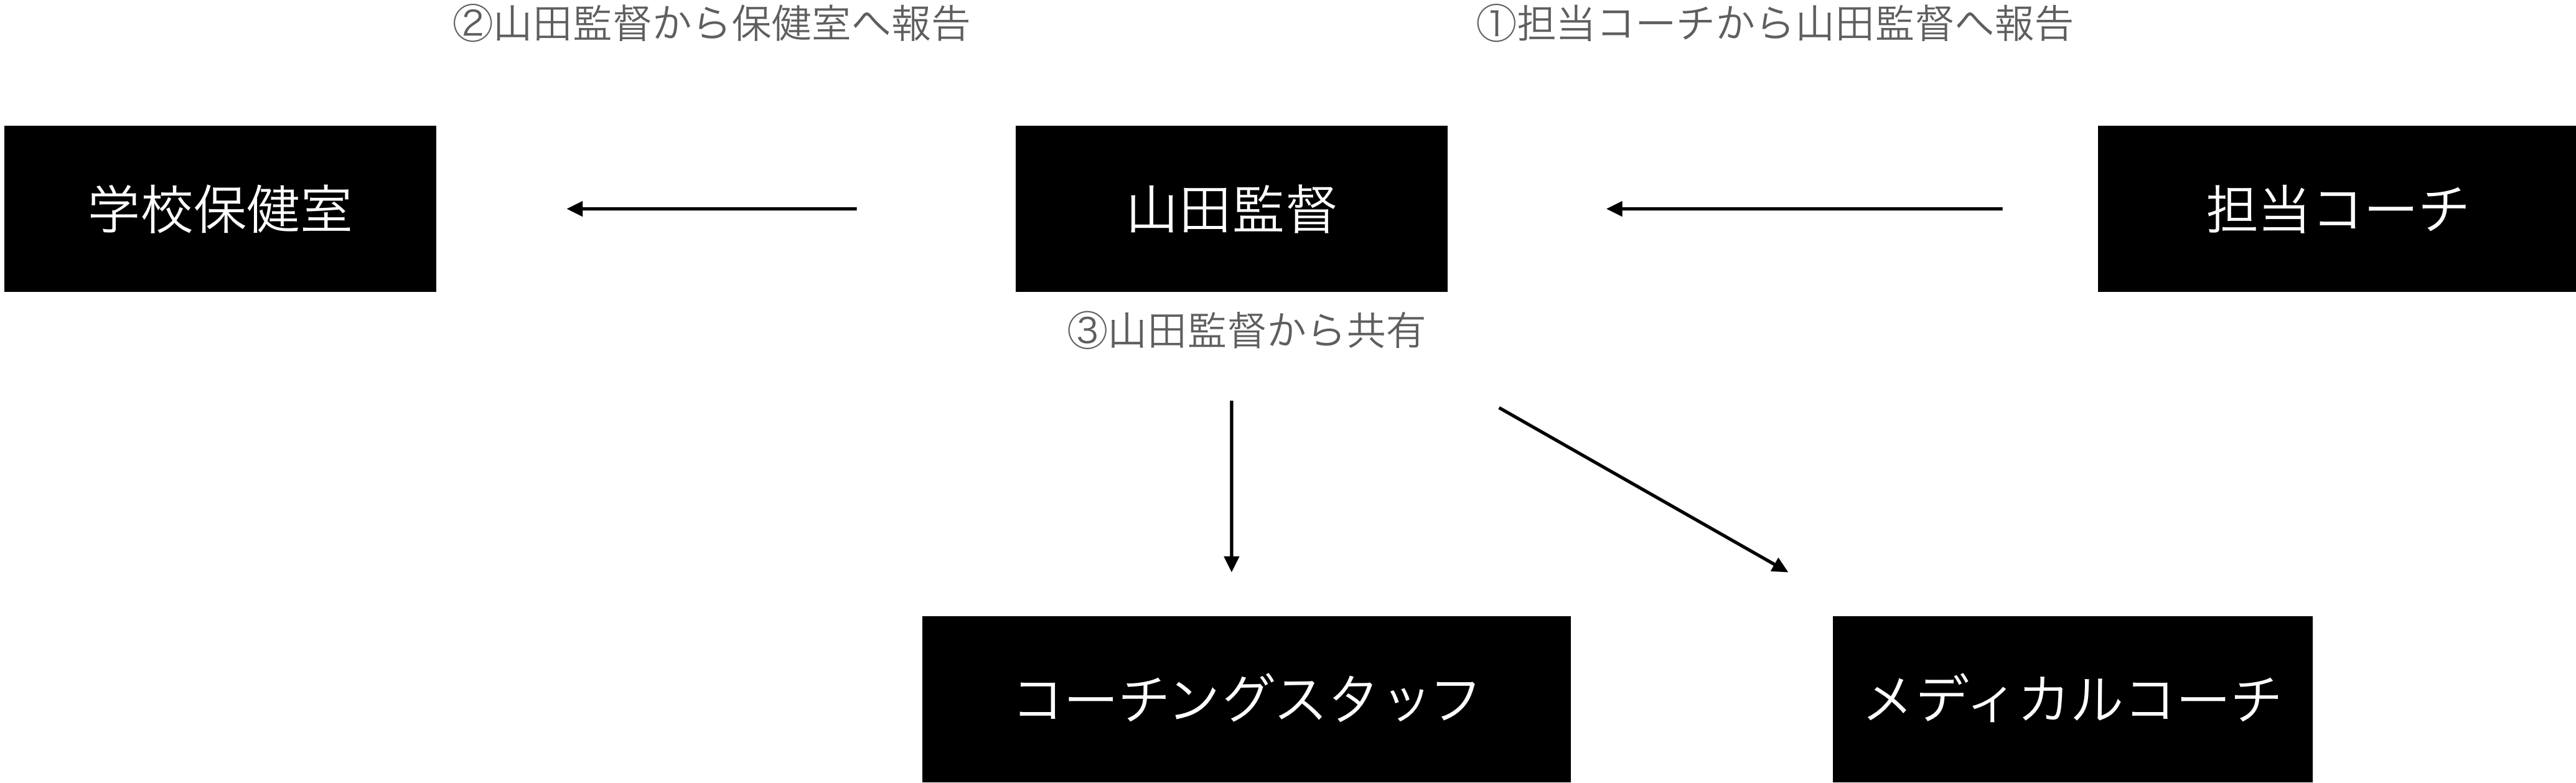 ②山田監督から保健室へ報告
①担当コーチから山田監督へ報告
学校保健室
山田監督
担当コーチ
③山田監督から共有
コーチングスタッフ
メディカルコーチ